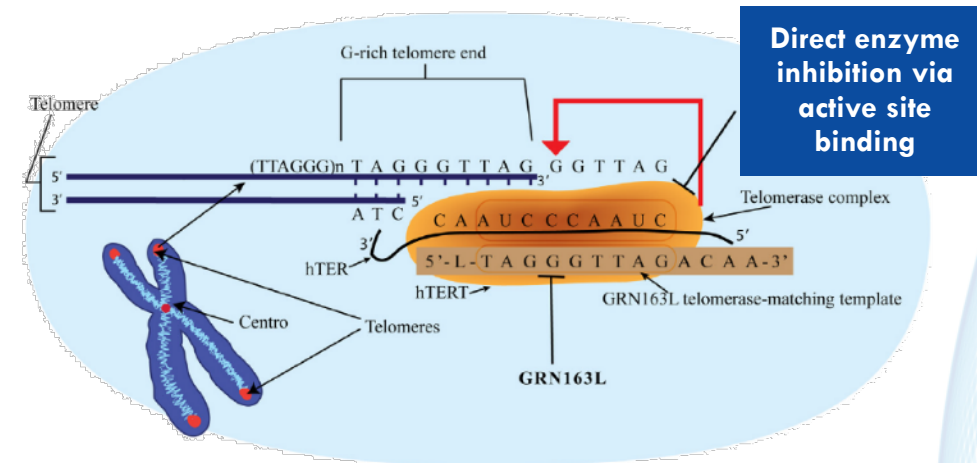 Direct enzyme
inhibition via
active site
binding
G-rich telomere end
Telomere
(TTAGGG)n T A G G G T T A G G G T T A G
5' 3'
3' 5'
A T C
Telomerase complex
C A A U C C C A A U C
3' 5'
hTER
5'-L-T A G G G T T A G A C A A-3'
hTERT
GRN163L telomerase-matching template
Centro
Telomeres
GRN163L